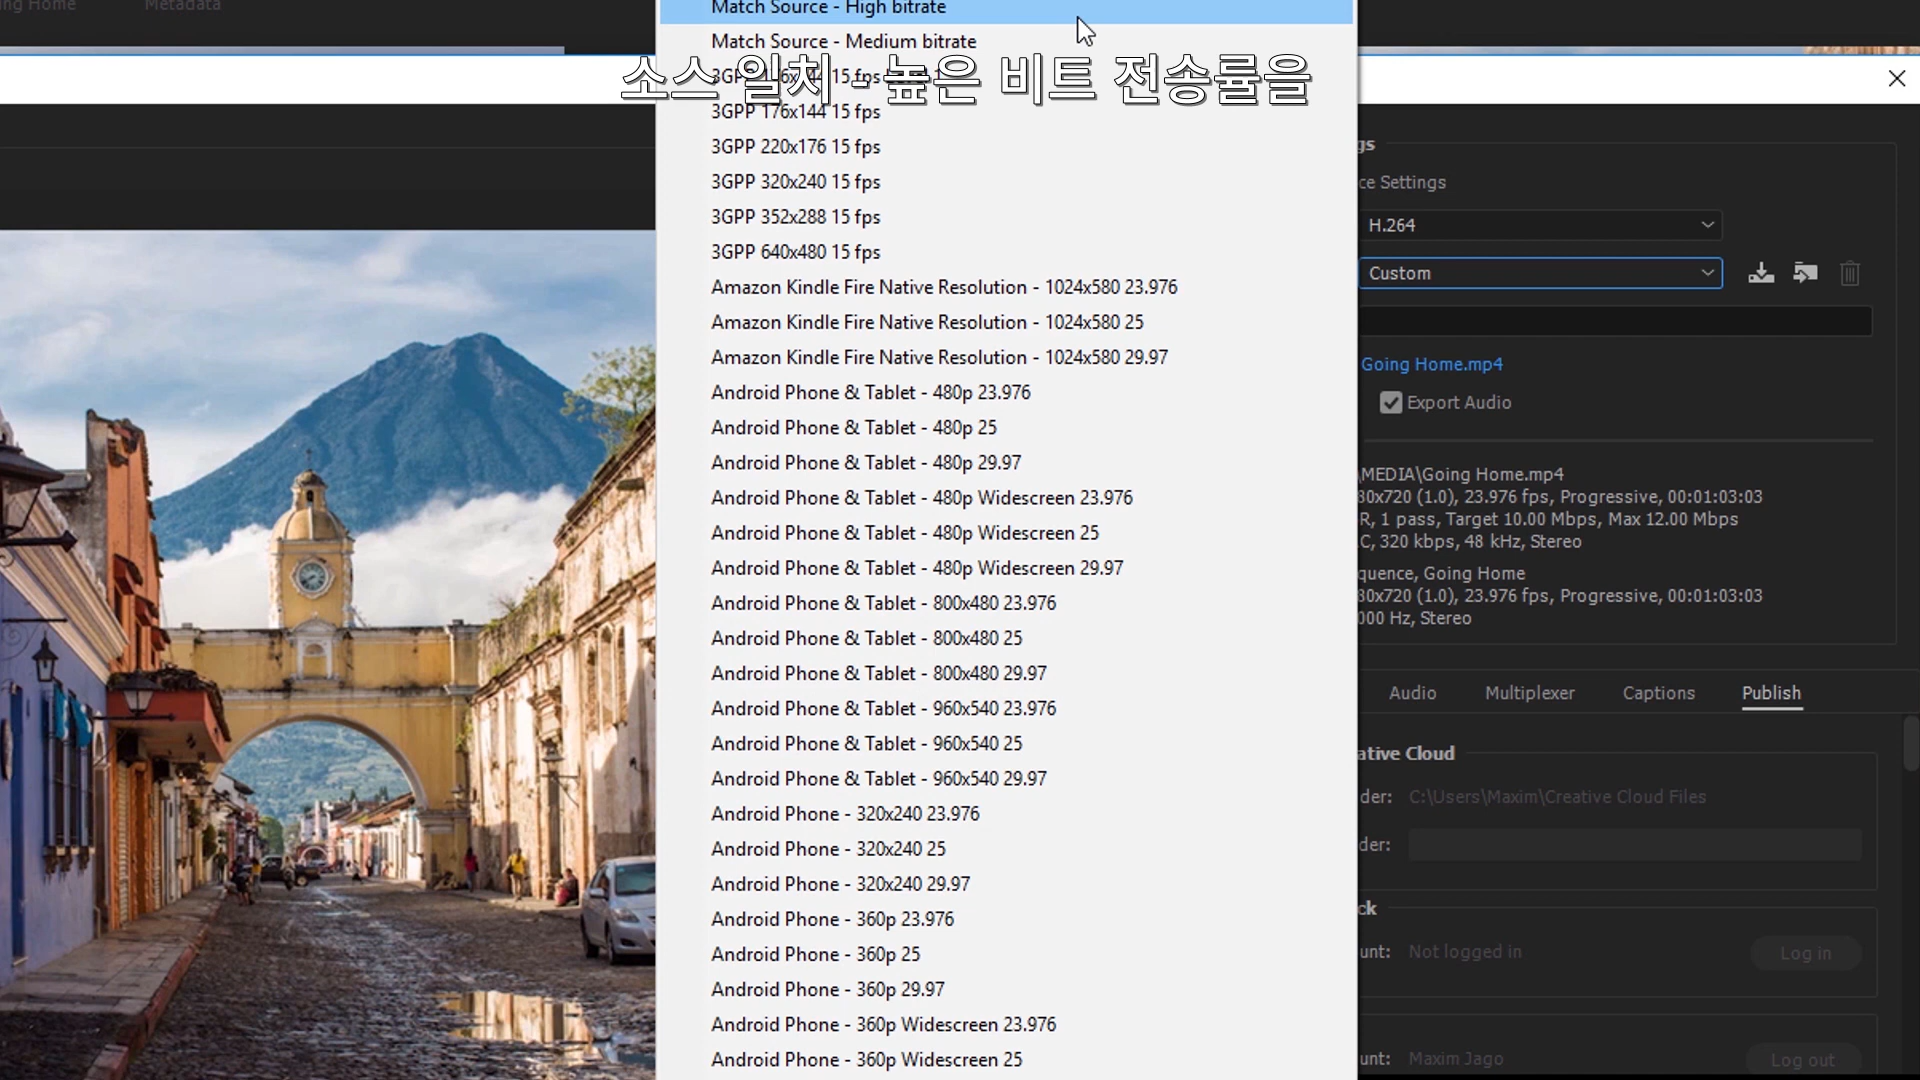 ng Home
Metadata
Match Source - High bitrate
Match Source - Medium bitrate
소스 일치 - 높은 비트 전송률을
3GPP 176x144 15 fps
3GPP 220x176 15 fps
3GPP 320x240 15 fps
3GPP 352x288 15 fps
3GPP 640x480 15 fps
Amazon Kindle Fire Native Resolution - 1024x580 23.976
Amazon Kindle Fire Native Resolution - 1024x580 25
Amazon Kindle Fire Native Resolution - 1024x580 29.97
Android Phone & Tablet - 480p 23.976
Android Phone & Tablet - 480p 25
Android Phone & Tablet - 480p 29.97
Android Phone & Tablet - 480p Widescreen 23.976
Android Phone & Tablet - 480p Widescreen 25
Android Phone & Tablet - 480p Widescreen 29.97
Android Phone & Tablet - 800x480 23.976
Android Phone & Tablet - 800x480 25
Android Phone & Tablet - 800x480 29.97
Android Phone & Tablet - 960x540 23.976
Android Phone & Tablet - 960x540 25
Android Phone & Tablet - 960x540 29.97
Android Phone - 320x240 23.976
Android Phone - 320x240 25
Android Phone - 320x240 29.97
Android Phone - 360p 23.976
Android Phone - 360p 25
Android Phone - 360p 29.97
Android Phone - 360p Widescreen 23.976
Android Phone - 360p Widescreen 25
gs
ce Settings
H.264
Custom
Going Home.mp4
Export Audio
\MEDIA\Going Home.mp4
80x720 (1.0), 23.976 fps, Progressive, 00:01:03:03
R, 1 pass, Target 10.00 Mbps, Max 12.00 Mbps
C, 320 kbps, 48 kHz, Stereo
quence, Going Home
80x720 (1.0), 23.976 fps, Progressive, 00:01:03:03
000 Hz, Stereo
Audio Multiplexer Captions Publish
ative Cloud
der: C:\Users\Maxim\Creative Cloud Files
der:
ck
unt: Not logged in Log in
unt: Maxim Jago Log out